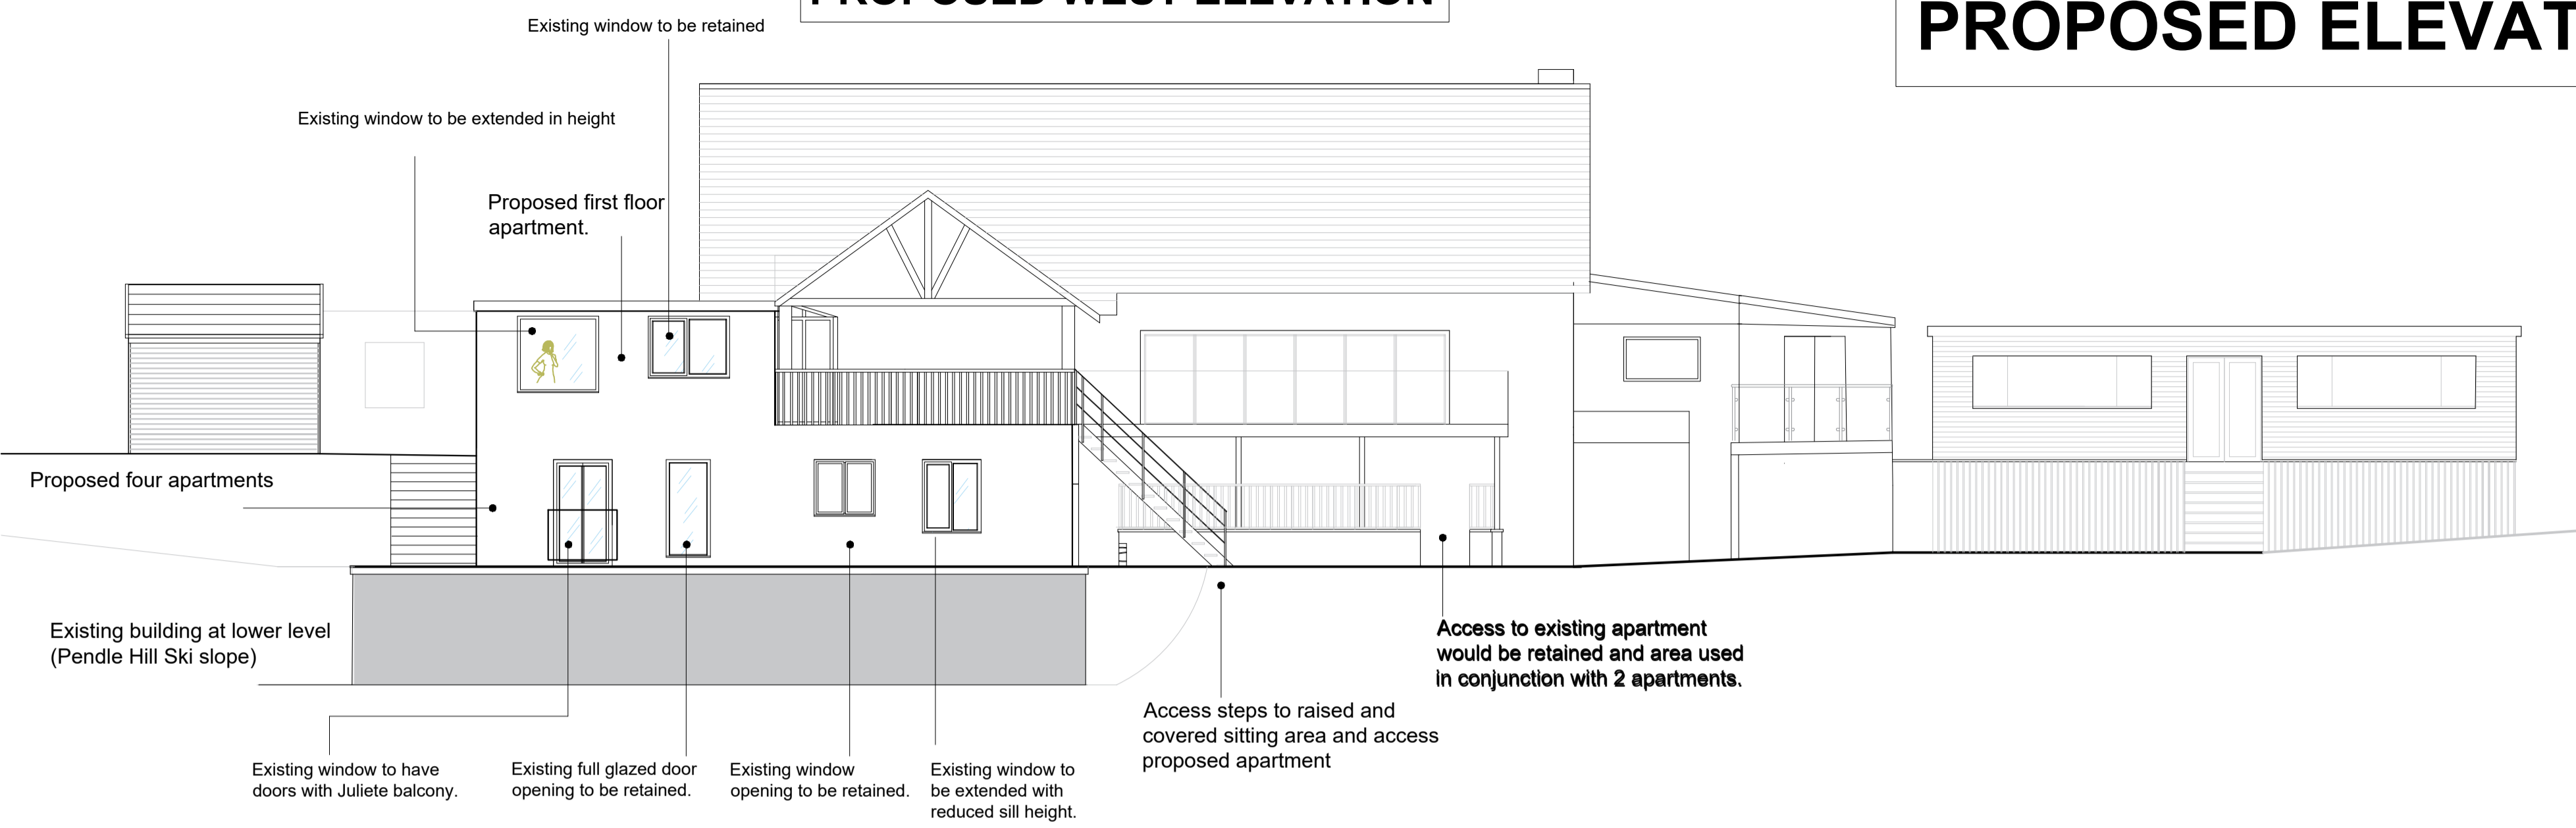 PROPOSED WEST ELEVATION
PROPOSED ELEVAT
Existing window to be retained
Existing window to be extended in height
Proposed first floor
apartment.
Proposed four apartments
Existing building at lower level
(Pendle Hill Ski slope)
Access to existing apartment
would be retained and area used
in conjunction with 2 apartments.
Access steps to raised and
covered sitting area and access
proposed apartment
Existing window to have
doors with Juliete balcony.
Existing full glazed door
opening to be retained.
Existing window
opening to be retained.
Existing window to
be extended with
reduced sill height.